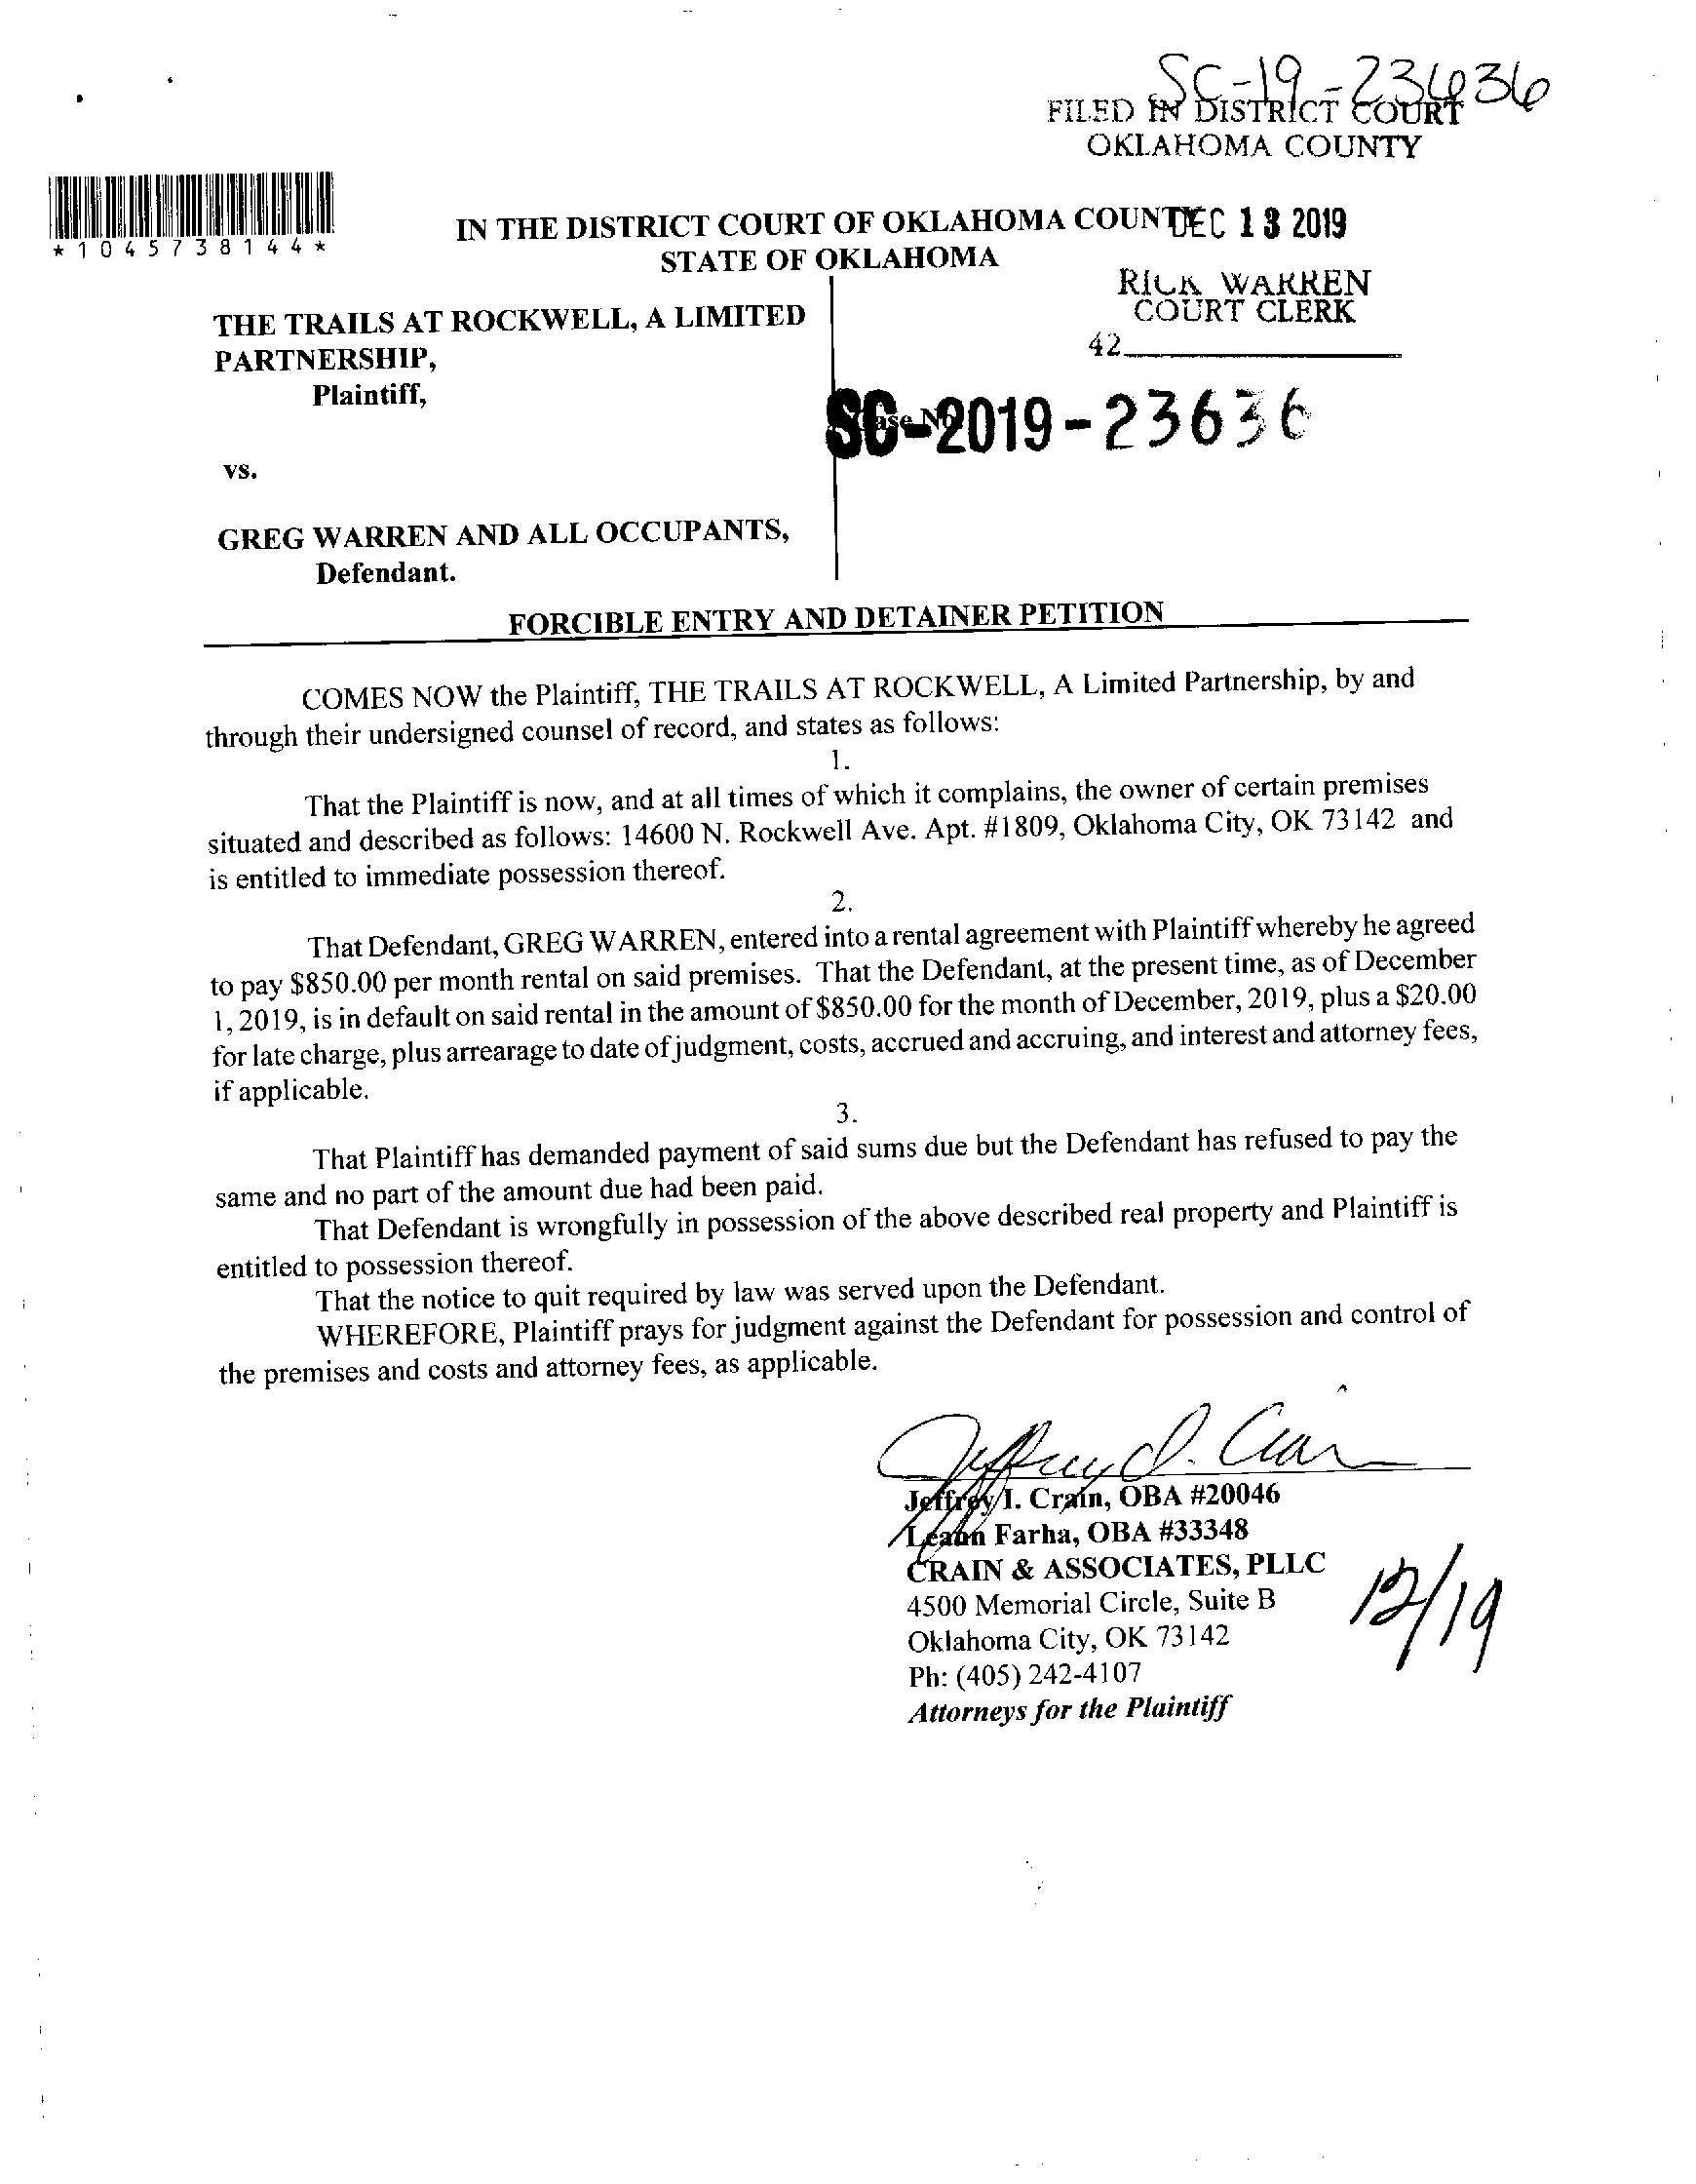 SC-19-23636
FILED IN DISTRICT COURT
OKLAHOMA COUNTY
*1045738144*
IN THE DISTRICT COURT OF OKLAHOMA COUNT
DEC 13 2019
STATE OF OKLAHOMA
RICK WARREN
COURT CLERK
42
THE TRAILS AT ROCKWELL, A LIMITED
PARTNERSHIP,
Plaintiff,
Case No.
SC-2019-23636
vs.
GREG WARREN AND ALL OCCUPANTS,
Defendant.
FORCIBLE ENTRY AND DETAINER PETITION
COMES NOW the Plaintiff, THE TRAILS AT ROCKWELL, A Limited Partnership, by and
through their undersigned counsel of record, and states as follows:
1.
That the Plaintiff is now, and at all times of which it complains, the owner of certain premises
situated and described as follows: 14600 N. Rockwell Ave. Apt. #1809, Oklahoma City, OK 73142 and
is entitled to immediate possession thereof.
2.
That Defendant, GREG WARREN, entered into a rental agreement with Plaintiff whereby he agreed
to pay $850.00 per month rental on said premises. That the Defendant, at the present time, as of December
1, 2019, is in default on said rental in the amount of $850.00 for the month of December, 2019, plus a $20.00
for late charge, plus arrearage to date of judgment, costs, accrued and accruing, and interest and attorney fees,
if applicable.
3.
That Plaintiff has demanded payment of said sums due but the Defendant has refused to pay the
same and no part of the amount due had been paid.
That Defendant is wrongfully in possession of the above described real property and Plaintiff is
entitled to possession thereof.
That the notice to quit required by law was served upon the Defendant.
WHEREFORE, Plaintiff prays for judgment against the Defendant for possession and control of
the premises and costs and attorney fees, as applicable.
Jeffrey I. Crain
Jeffrey I. Crain, OBA #20046
Leann Farha, OBA #33348
CRAIN & ASSOCIATES, PLLC
4500 Memorial Circle, Suite B
Oklahoma City, OK 73142
Ph: (405) 242-4107
Attorneys for the Plaintiff
12/19